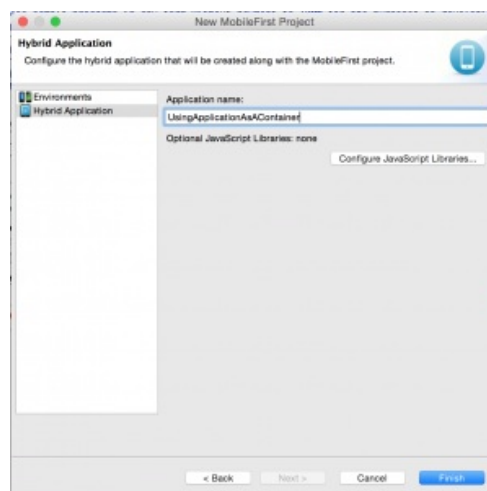 New MobileFirst Project
Hybrid Application
Configure the hybrid application that will be created along with the MobileFirst project.
Environments
Hybrid Application
Application name:
UsingApplicationAsAContainer
Optional JavaScript Libraries: none
Configure JavaScript Libraries...
< Back
Next >
Cancel
Finish